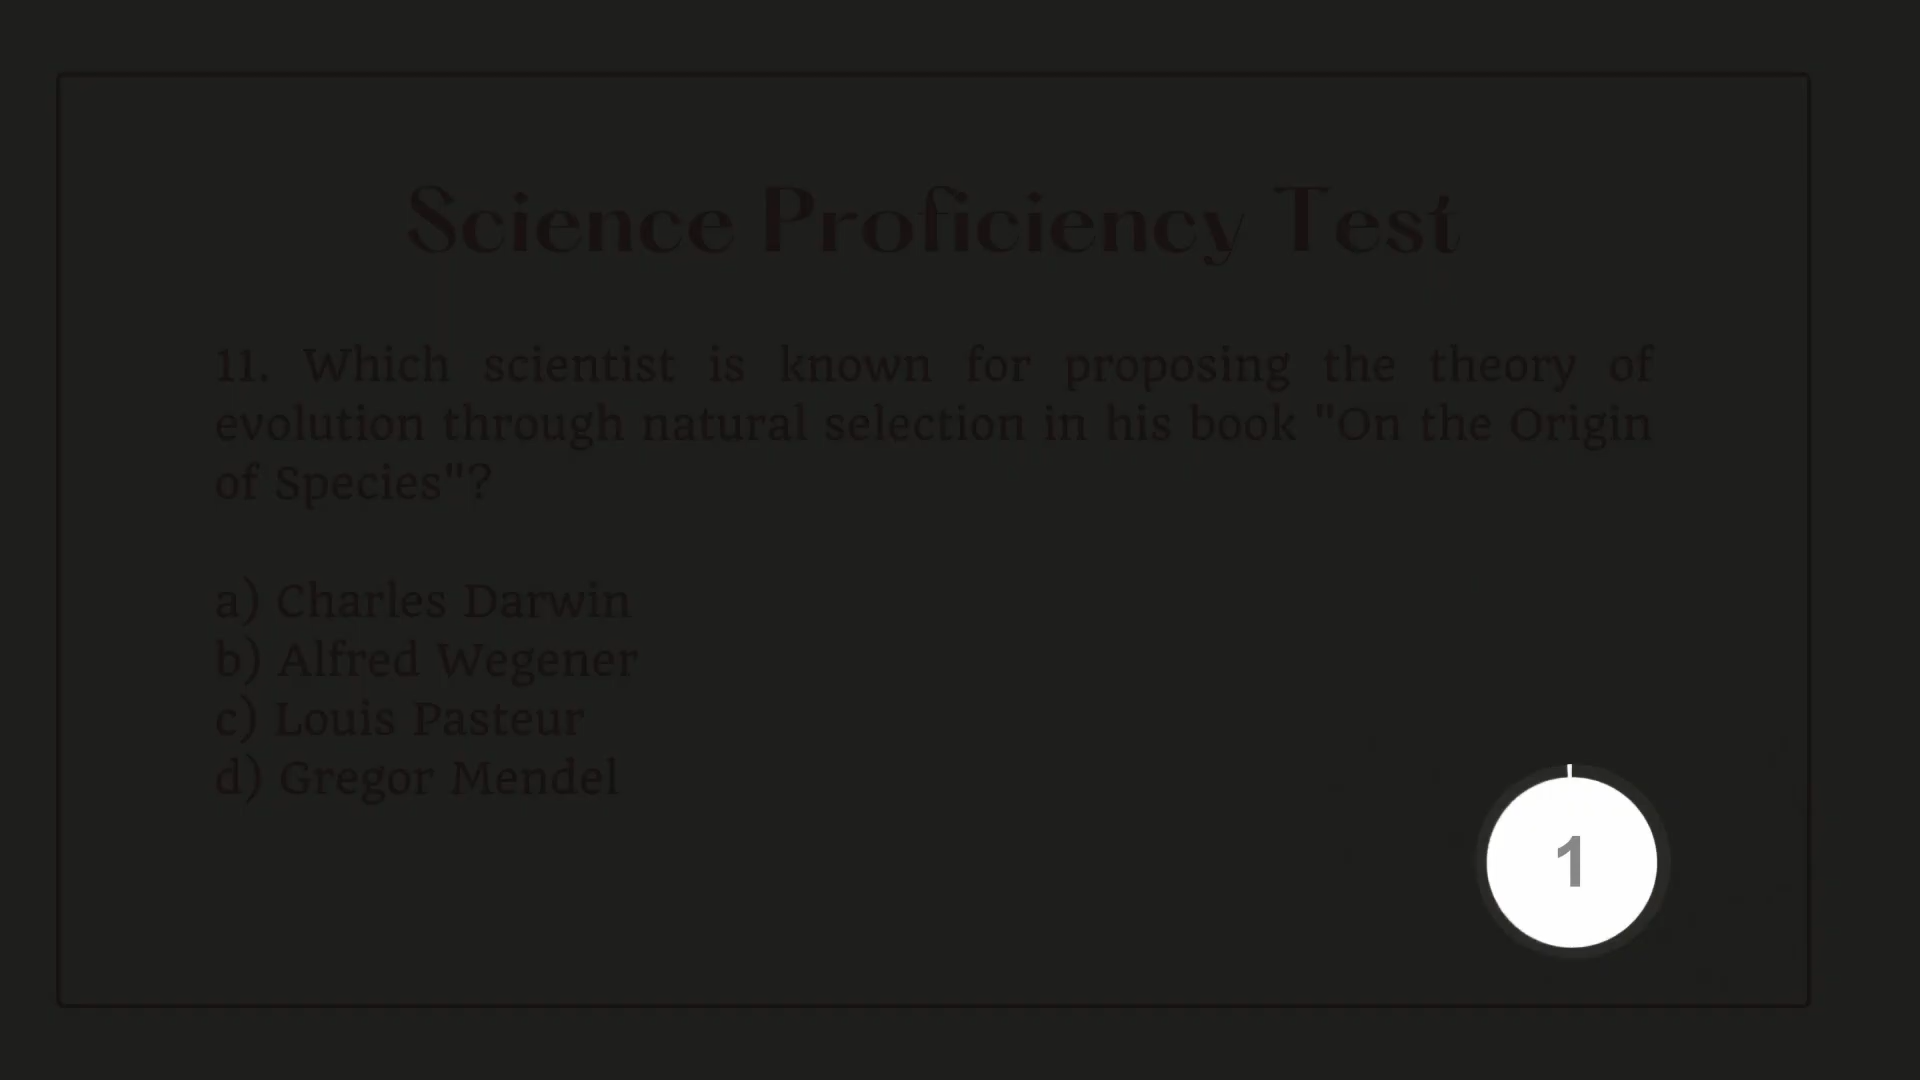 Science Proficiency Test
11. Which scientist is known for proposing the theory of
evolution through natural selection in his book "On the Origin
of Species"?
a) Charles Darwin
b) Alfred Wegener
c) Louis Pasteur
d) Gregor Mendel
1